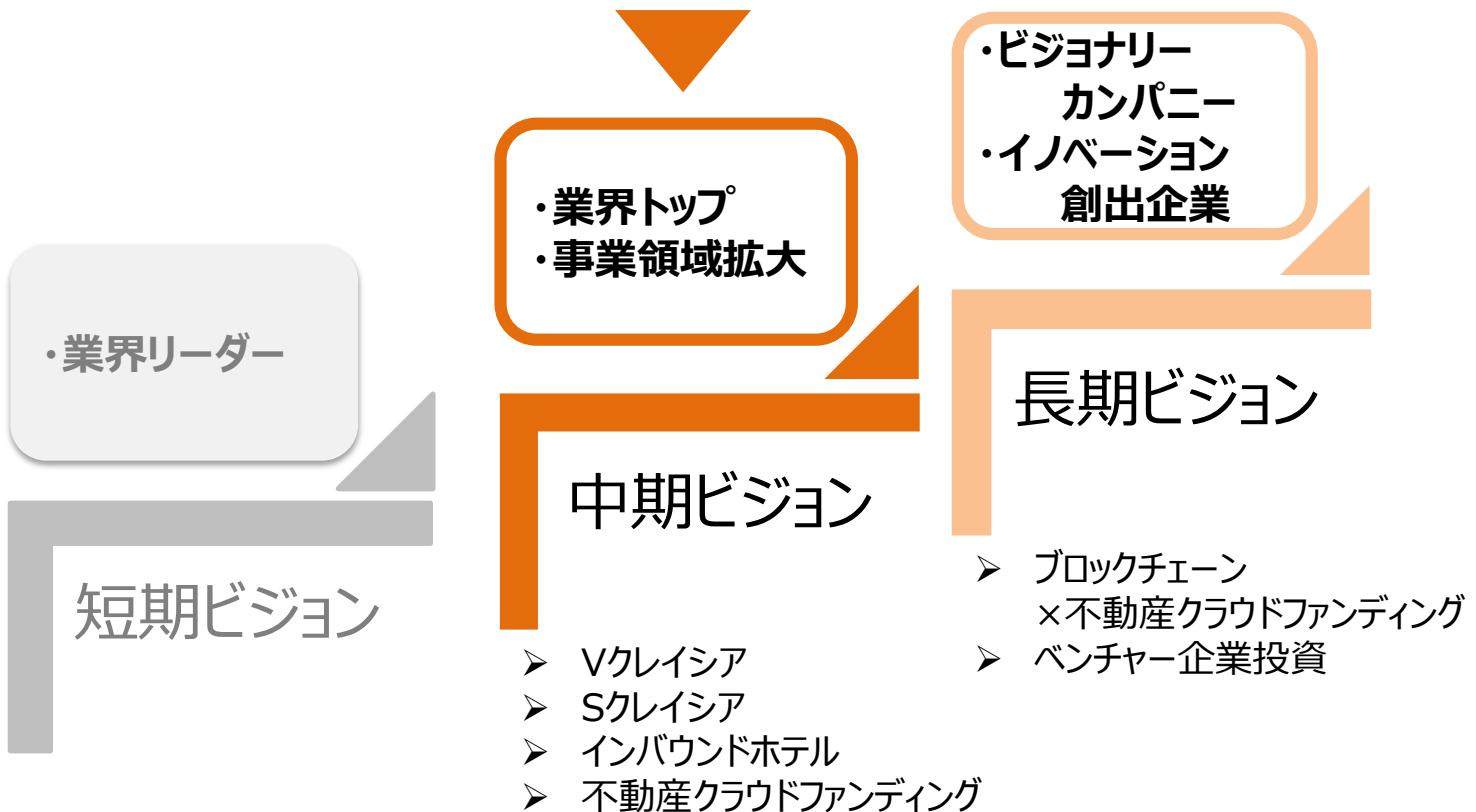 ・業界リーダー
短期ビジョン
・業界トップ
・事業領域拡大
中期ビジョン
➢ Vクレイシア
➢ Sクレイシア
➢ インバウンドホテル
➢ 不動産クラウドファンディング
・ビジョナリー
カンパニー
・イノベーション
創出企業
長期ビジョン
➢ ブロックチェーン
×不動産クラウドファンディング
➢ ベンチャー企業投資